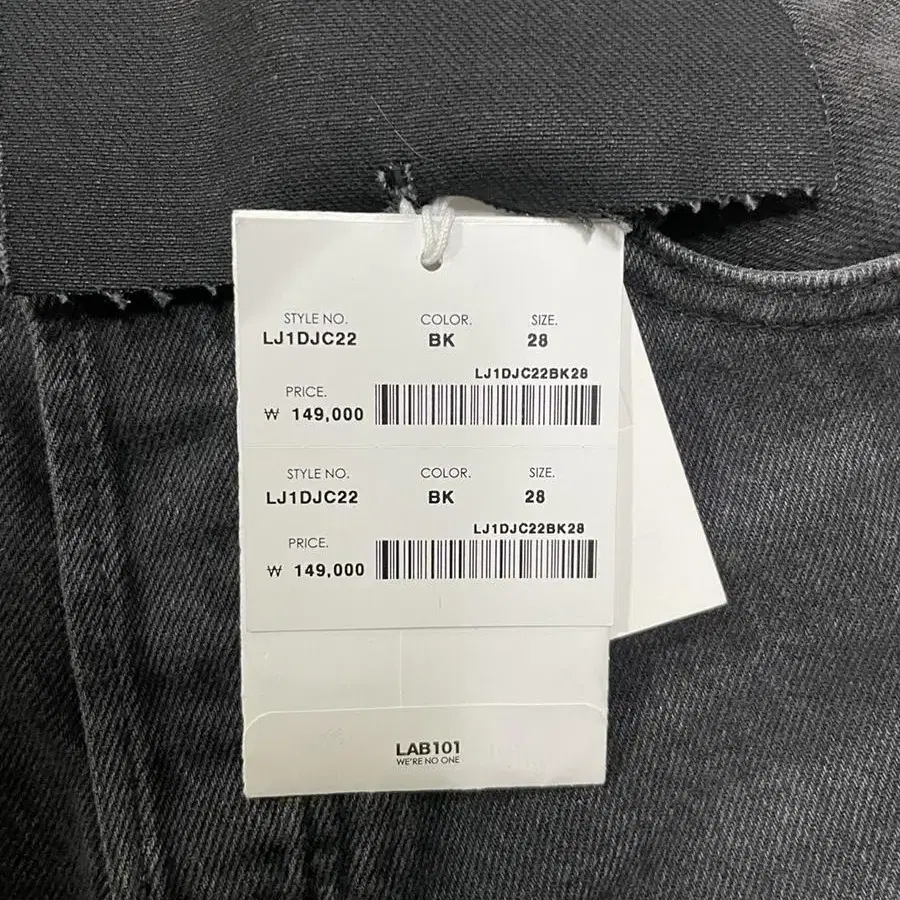 STYLE NO. COLOR. SIZE.
LJ1DJC22 BK 28
LJ1DJC22BK28
PRICE.
₩ 149,000
STYLE NO. COLOR. SIZE.
LJ1DJC22 BK 28
LJ1DJC22BK28
PRICE.
₩ 149,000
LAB101
WE'RE NO ONE